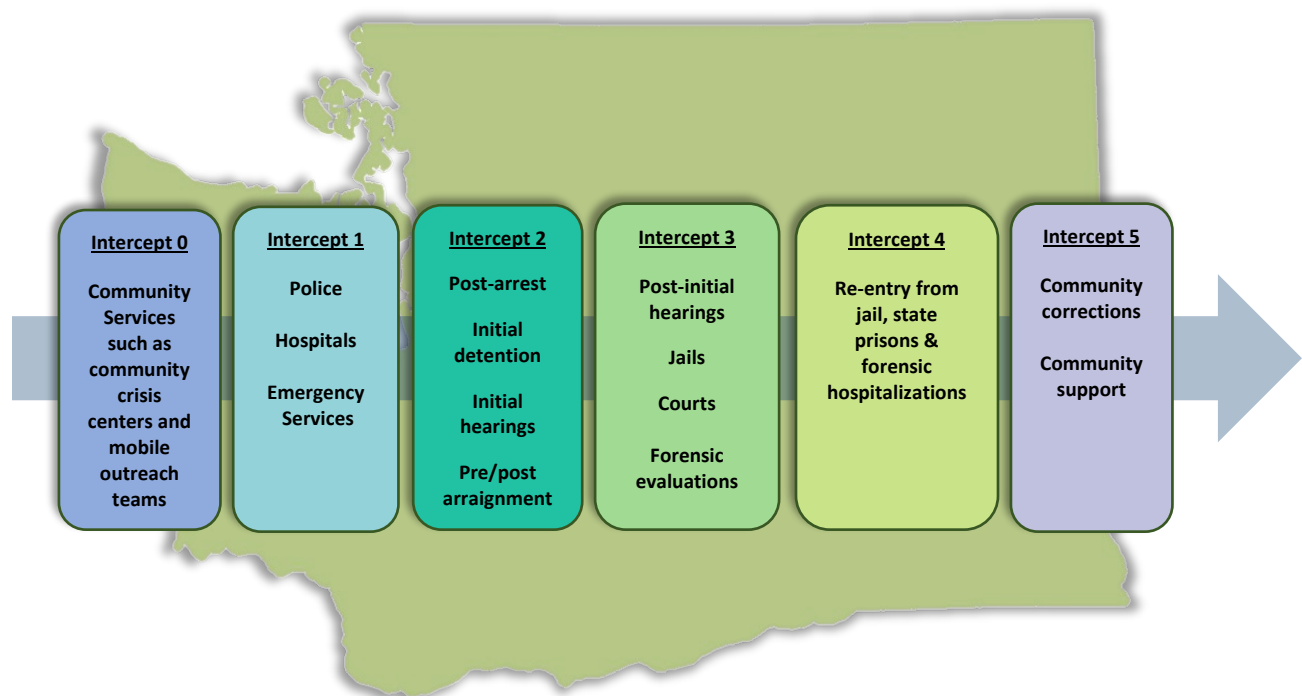 Intercept 0
Community
Services
such as
community
crisis
centers and
mobile
outreach
teams
Intercept 1
Police
Hospitals
Emergency
Services
Intercept 2
Post-arrest
Initial
detention
Initial
hearings
Pre/post
arraignment
Intercept 3
Post-initial
hearings
Jails
Courts
Forensic
evaluations
Intercept 4
Re-entry from
jail, state
prisons &
forensic
hospitalizations
Intercept 5
Community
corrections
Community
support